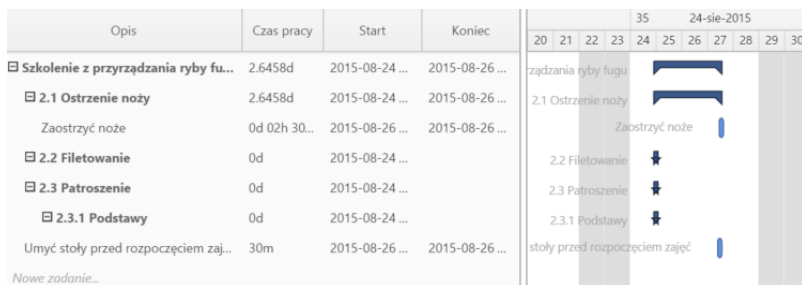 Opis Czas pracy Start Koniec
35 24-sie-2015
20 21 22 23 24 25 26 27 28 29 30
Szkolenie z przyrządzania ryby fu... 2.6458d 2015-08-24 ... 2015-08-26 ... rządzania ryby fugu
2.1 Ostrzenie noży 2.6458d 2015-08-24 ... 2015-08-26 ... 2.1 Ostrzenie noży
Zaostrzyć noże 0d 02h 30... 2015-08-26 ... 2015-08-26 ... Zaostrzyć noże
2.2 Filetowanie 0d 2015-08-24 ... 2.2 Filetowanie
2.3 Patroszenie 0d 2015-08-24 ... 2.3 Patroszenie
2.3.1 Podstawy 0d 2015-08-24 ... 2.3.1 Podstawy
Umyć stoły przed rozpoczęciem zaj... 30m 2015-08-26 ... 2015-08-26 ... stoły przed rozpoczęciem zajęć
Nowe zadanie...